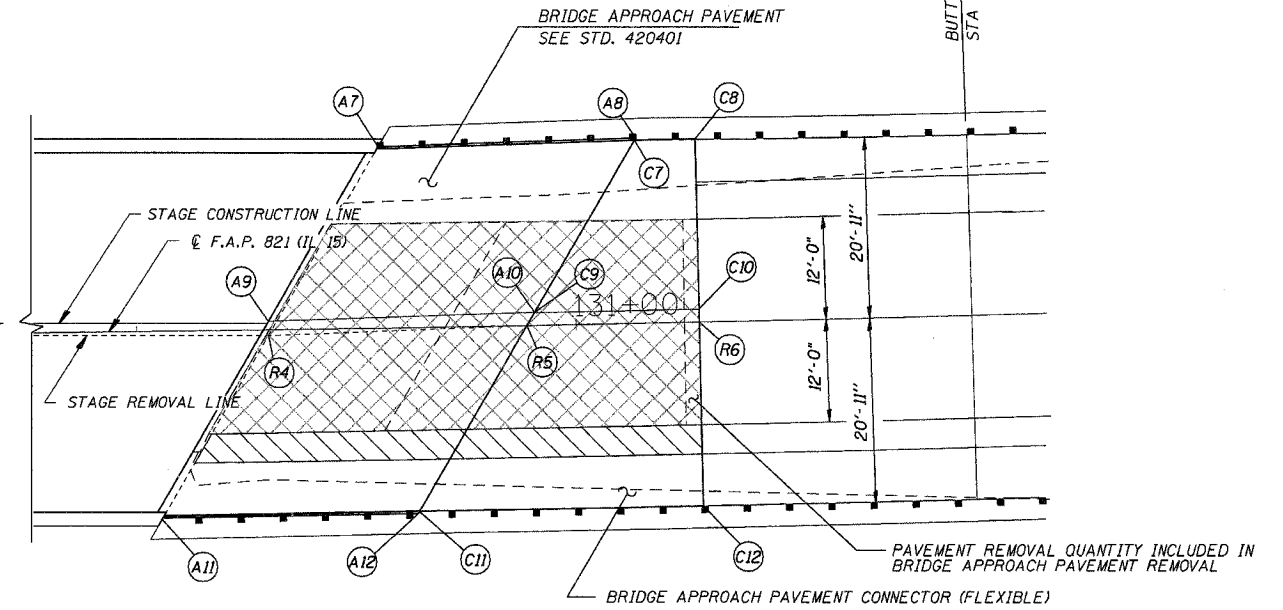 BRIDGE APPROACH PAVEMENT
SEE STD. 420401
BUTT
STA
A7
A8
C8
C7
STAGE CONSTRUCTION LINE
℄ F.A.P. 821 (IL 15)
A9
A10
C9
131+00
C10
12'-0"
20'-11"
R4
R5
R6
STAGE REMOVAL LINE
12'-0"
20'-11"
A11
A12
C11
C12
PAVEMENT REMOVAL QUANTITY INCLUDED IN
BRIDGE APPROACH PAVEMENT REMOVAL
BRIDGE APPROACH PAVEMENT CONNECTOR (FLEXIBLE)